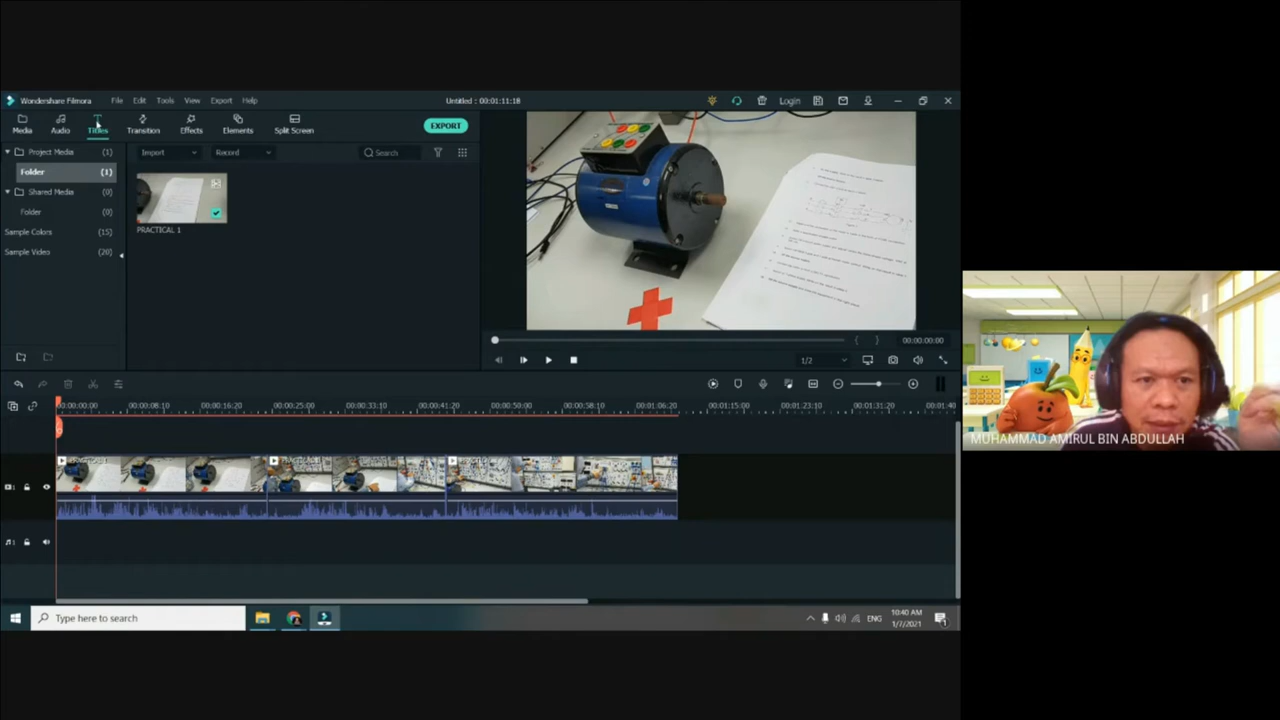 Wondershare Filmora File Edit Tools View Export Help Untitled : 00:01:11:18 Login
Media Audio Titles Transition Effects Elements Split Screen EXPORT
Project Media (1) Import Record Search
Folder (1)
Shared Media (0)
Folder (0)
Sample Colors (15)
Sample Video (20)
PRACTICAL 1
00:00:00:00
1/2
00:00:00:00 00:00:08:10 00:00:16:20 00:00:25:00 00:00:33:10 00:00:41:20 00:00:50:00 00:00:58:10 00:01:06:20 00:01:15:00 00:01:23:10 00:01:31:20 00:01:40
Type here to search
ENG
10:40 AM
1/7/2021
MUHAMMAD AMIRUL BIN ABDULLAH